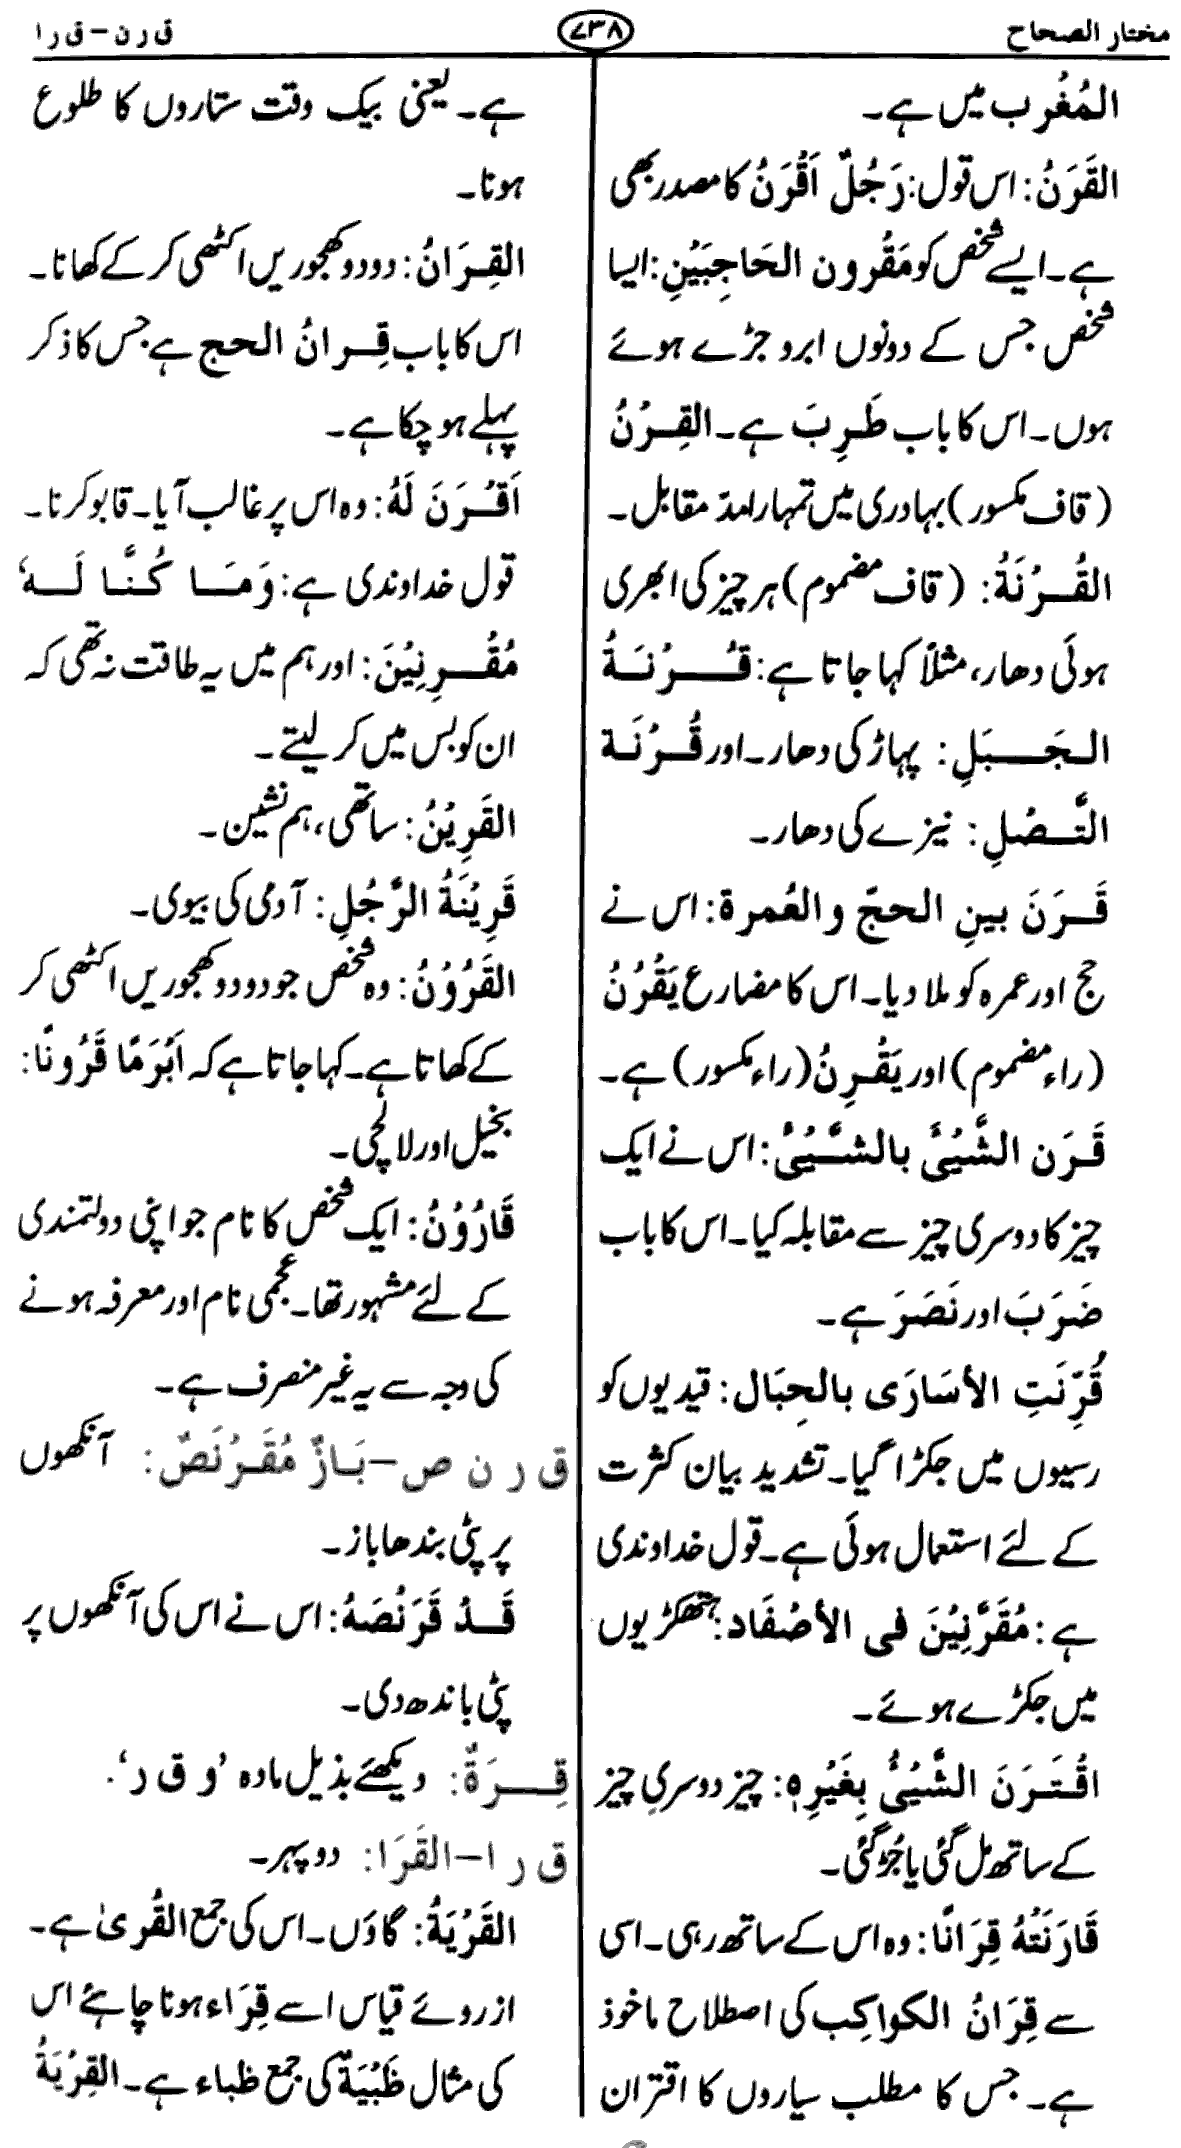 مختار الصحاح
۷۳۸
ق ر ن – ق ر ا
المُغْرب میں ہے۔
القَرَنُ: اس قول: رَجُلٌ اَقْرَنُ کا مصدر بھی
ہے۔ ایسے شخص کو مَقْرون الحَاجِبَیْنِ: ایسا
شخص جس کے دونوں ابرو جڑے ہوئے
ہوں۔ اس کا باب طَرِبَ ہے۔ القِرْنُ
(قاف مکسور) بہادری میں تمہارا مدّ مقابل۔
القُرْنَةُ: (قاف مضموم) ہر چیز کی ابھری
ہوئی دھار، مثلاً کہا جاتا ہے: قُرْنَةُ
الجَبَلِ: پہاڑ کی دھار۔ اور قُرْنَة
النَّصْلِ: نیزے کی دھار۔
قَرَنَ بینِ الحجّ والعُمرة: اس نے
حج اور عمرہ کو ملا دیا۔ اس کا مضارع یَقْرُنُ
(راء مضموم) اور یَقْرِنُ (راء مکسور) ہے۔
قَرَن الشَّیْئَ بالشَّیْئ: اس نے ایک
چیز کا دوسری چیز سے مقابلہ کیا۔ اس کا باب
ضَرَبَ اور نَصَرَ ہے۔
قُرِّنَتِ الأسَارَی بالحِبَال: قیدیوں کو
رسیوں میں جکڑا گیا۔ تشدید بیان کثرت
کے لئے استعمال ہوئی ہے۔ قول خداوندی
ہے: مُقَرَّنِیْنَ فی الأصْفَاد: ہتھکڑیوں
میں جکڑے ہوئے۔
اقْتَرَنَ الشَّیْئُ بِغَیْرِہٖ: چیز دوسری چیز
کے ساتھ مل گئی یا جُڑ گئی۔
قَارَنَتْهُ قِرَانًا: وہ اس کے ساتھ رہی۔ اسی
سے قِرَانُ الکواکِب کی اصطلاح ماخوذ
ہے۔ جس کا مطلب سیاروں کا اقتران
ہے۔ یعنی بیک وقت ستاروں کا طلوع
ہونا۔
القِرَانُ: دو دو کھجوریں اکٹھی کر کے کھانا۔
اس کا باب قِرانُ الحج ہے جس کا ذکر
پہلے ہو چکا ہے۔
اَقْرَنَ لَهُ: وہ اس پر غالب آیا۔ قابو کرنا۔
قول خداوندی ہے: وَمَا کُنَّا لَهٗ
مُقْرِنِیْنَ: اور ہم میں یہ طاقت نہ تھی کہ
ان کو بس میں کر لیتے۔
القَرِیْنُ: ساتھی، ہم نشین۔
قَرِیْنَةُ الرَّجُلِ: آدمی کی بیوی۔
القَرُوْنُ: وہ شخص جو دو دو کھجوریں اکٹھی کر
کے کھاتا ہے۔ کہا جاتا ہے کہ اَبُرَمًا قَرُونًا:
بخیل اور لالچی۔
قَارُوْنُ: ایک شخص کا نام جو اپنی دولتمندی
کے لئے مشہور تھا۔ عجمی نام اور معرفہ ہونے
کی وجہ سے یہ غیر منصرف ہے۔
ق ر ن ص – بَازٌ مُقَرْنَصٌ: آنکھوں
پر پٹی بندھا باز۔
قَدْ قَرَنْصَهُ: اس نے اس کی آنکھوں پر
پٹی باندھ دی۔
قِرَةٌ: دیکھئے بذیل مادہ ’و ق ر‘۔
ق ر ا – القَرَا: دوپہر۔
القَرْیَةُ: گاؤں۔ اس کی جمع القُریٰ ہے۔
ازروئے قیاس اسے قِرَاء ہونا چاہئے اس
کی مثال ظَبْیَةٌ کی جمع ظباء ہے۔ القِرْیَةُ